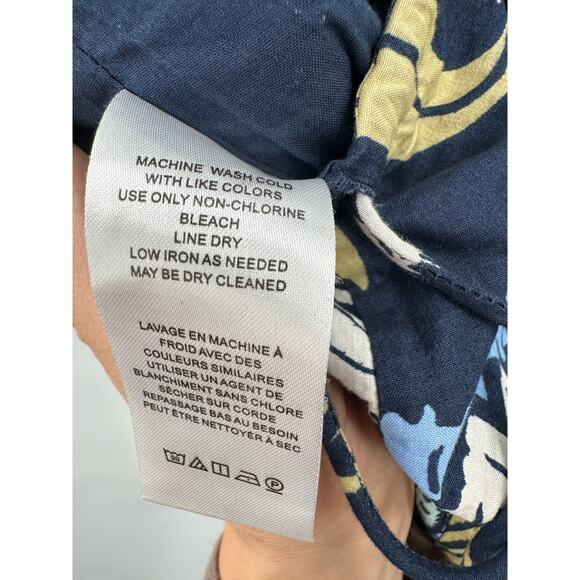 MACHINE WASH COLD
WITH LIKE COLORS
USE ONLY NON-CHLORINE
BLEACH
LINE DRY
LOW IRON AS NEEDED
MAY BE DRY CLEANED
LAVAGE EN MACHINE À
FROID AVEC DES
COULEURS SIMILAIRES
UTILISER UN AGENT DE
BLANCHIMENT SANS CHLORE
SÉCHER SUR CORDE
REPASSAGE BAS AU BESOIN
PEUT ÊTRE NETTOYÉR À SEC
30 P